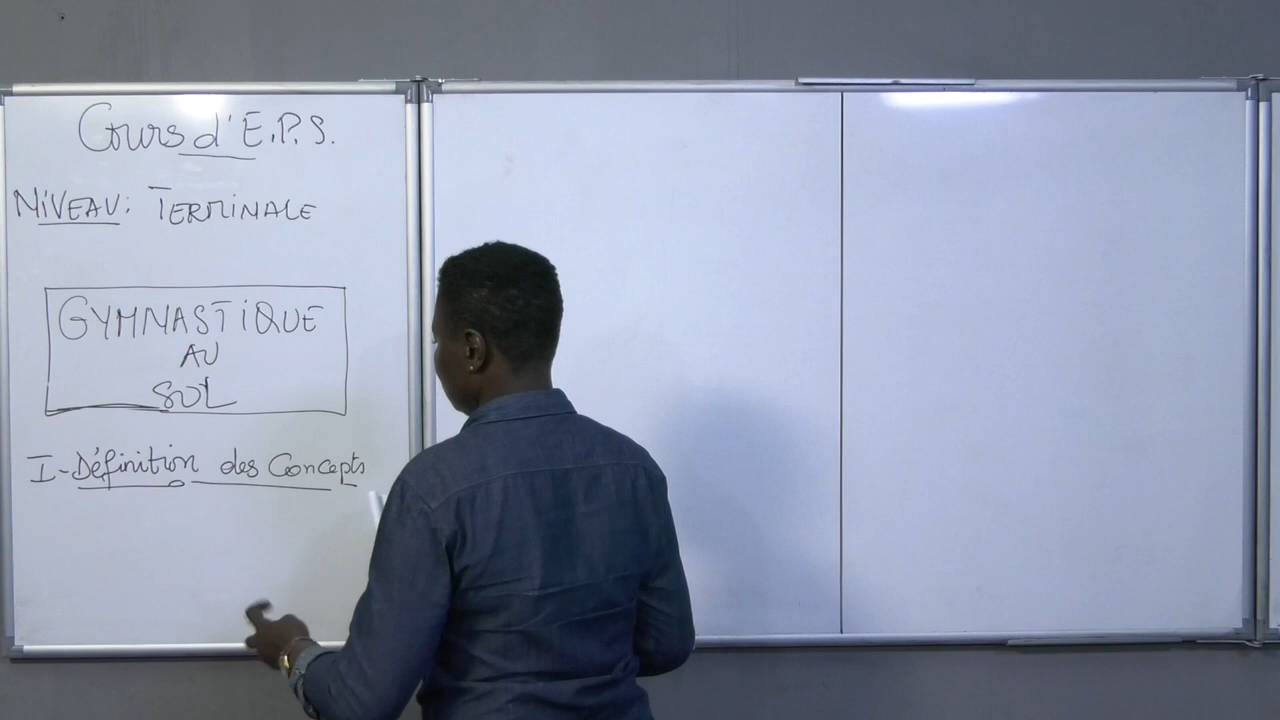 Cours d'E.P.S.
NiVEAU: TERMINALE
GYMNASTiQUE
AU
SOL
I-Définition des Concepts